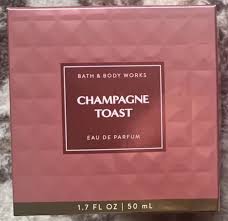 BATH & BODY WORKS
CHAMPAGNE
TOAST
EAU DE PARFUM
1.7 FL OZ | 50 mL